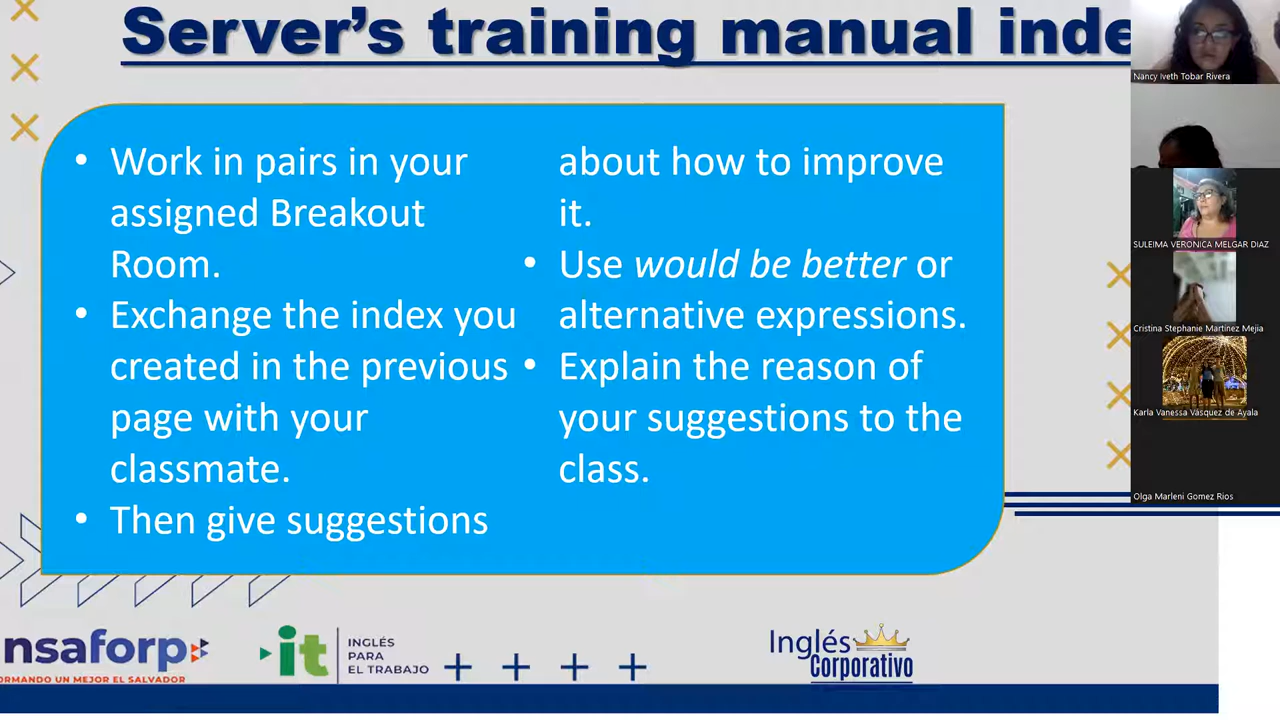 Server's training manual inde
• Work in pairs in your
assigned Breakout
Room.
• Exchange the index you
created in the previous
page with your
classmate.
• Then give suggestions
about how to improve
it.
• Use would be better or
alternative expressions.
• Explain the reason of
your suggestions to the
class.
Nancy Iveth Tobar Rivera
SULEIMA VERONICA MELGAR DIAZ
Cristina Stephanie Martinez Mejia
Karla Vanessa Vásquez de Ayala
Olga Marleni Gomez Rios
nsaforp
ORMANDO UN MEJOR EL SALVADOR
it
INGLÉS
PARA
EL TRABAJO
Inglés
Corporativo